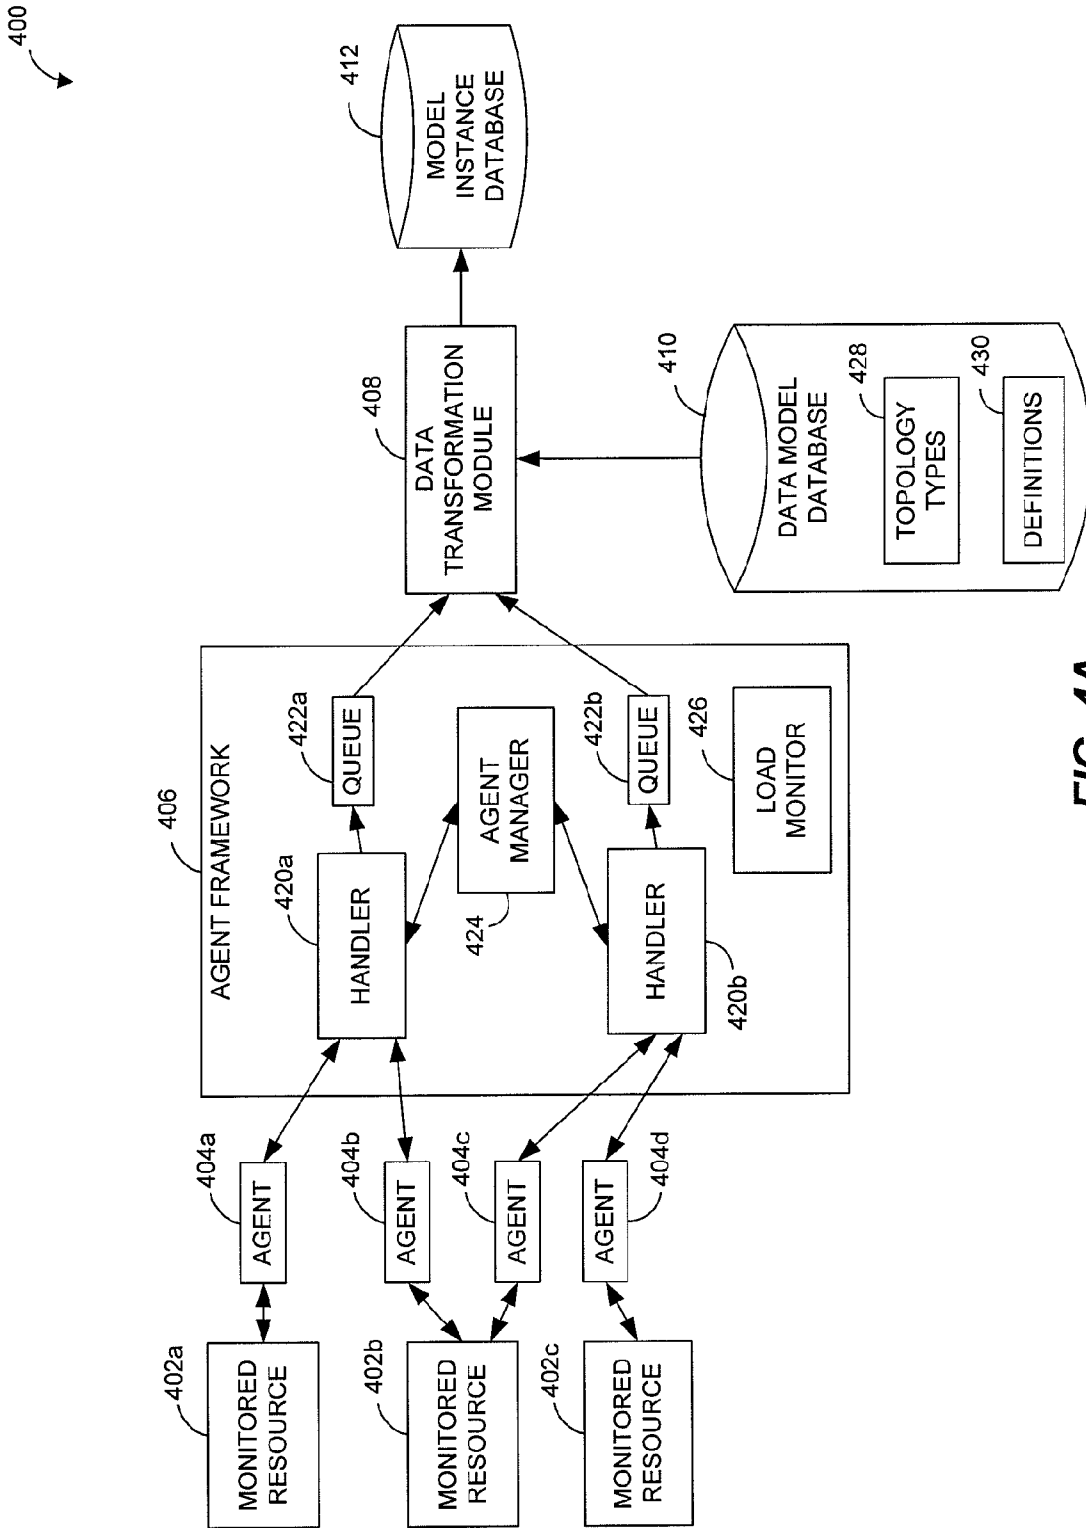 400
402a
MONITORED
RESOURCE
402b
MONITORED
RESOURCE
402c
MONITORED
RESOURCE
404a
AGENT
404b
AGENT
404c
AGENT
404d
AGENT
406
AGENT FRAMEWORK
420a
HANDLER
422a
QUEUE
424
AGENT
MANAGER
420b
HANDLER
422b
QUEUE
426
LOAD
MONITOR
408
DATA
TRANSFORMATION
MODULE
412
MODEL
INSTANCE
DATABASE
410
DATA MODEL
DATABASE
428
TOPOLOGY
TYPES
430
DEFINITIONS
FIG. 4A